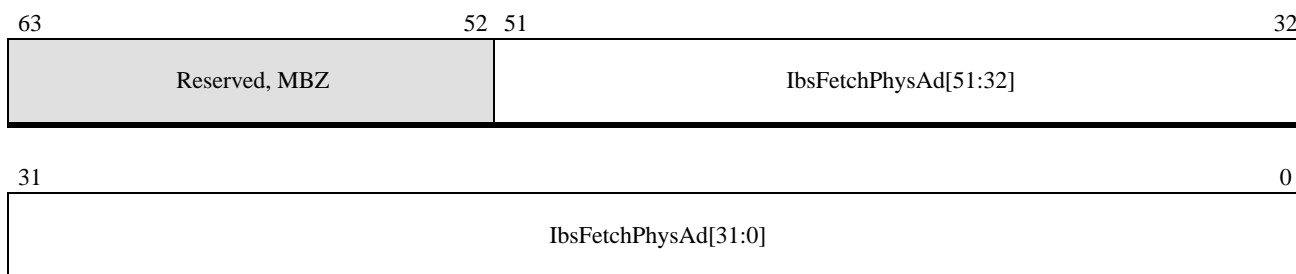 63 52 51 32
Reserved, MBZ IbsFetchPhysAd[51:32]
31 0
IbsFetchPhysAd[31:0]